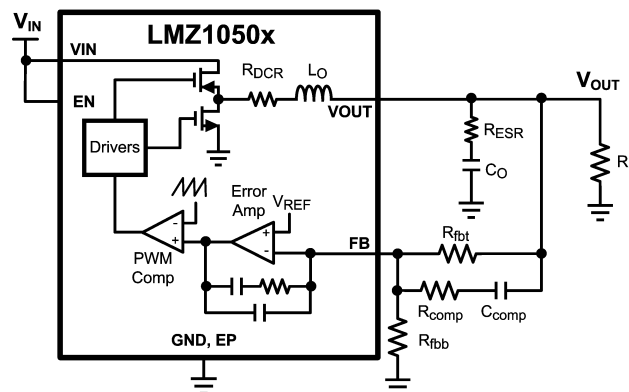 LMZ1050x
VIN
VIN
EN
RDCR
LO
VOUT
VOUT
RESR
CO
R
Drivers
Error
Amp
VREF
-
+
+
-
PWM
Comp
FB
Rfbt
Rcomp
Ccomp
Rfbb
GND, EP